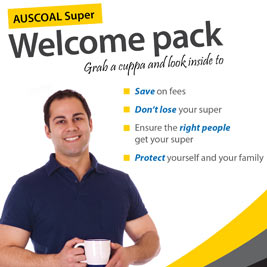 AUSCOAL Super
Welcome pack
Grab a cuppa and look inside to
Save on fees
Don't lose your super
Ensure the right people
get your super
Protect yourself and your family